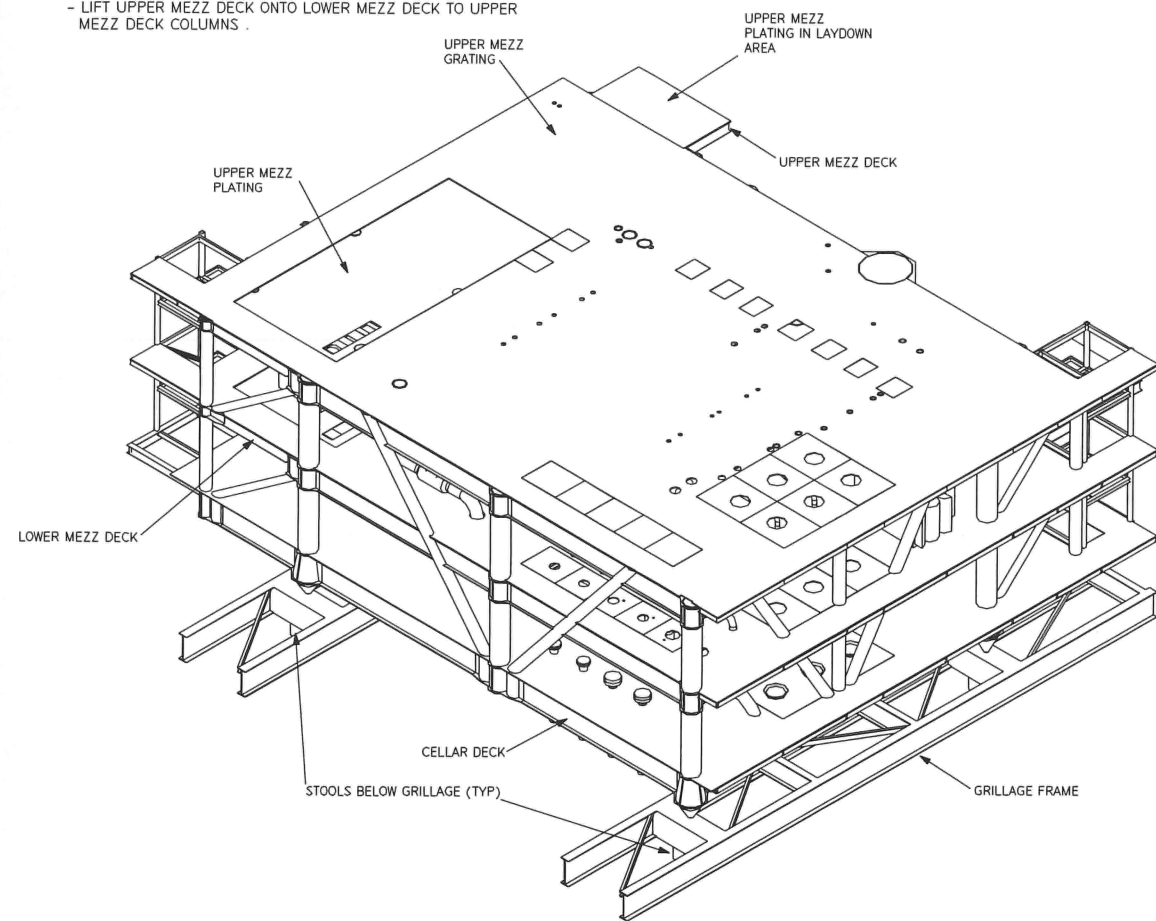 - LIFT UPPER MEZZ DECK ONTO LOWER MEZZ DECK TO UPPER
MEZZ DECK COLUMNS .
UPPER MEZZ
PLATING IN LAYDOWN
AREA
UPPER MEZZ
GRATING
UPPER MEZZ DECK
UPPER MEZZ
PLATING
LOWER MEZZ DECK
CELLAR DECK
STOOLS BELOW GRILLAGE (TYP)
GRILLAGE FRAME